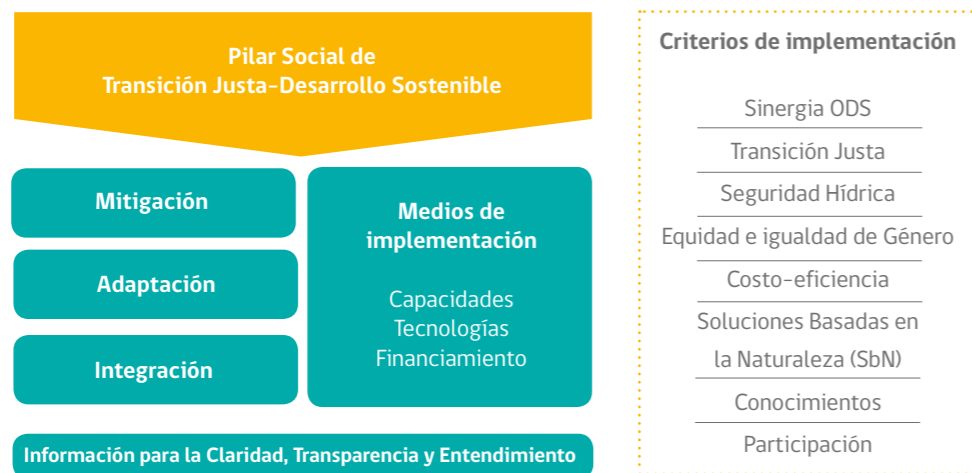 Pilar Social de
Transición Justa-Desarrollo Sostenible
Mitigación
Adaptación
Integración
Medios de
implementación
Capacidades
Tecnologías
Financiamiento
Información para la Claridad, Transparencia y Entendimiento
Criterios de implementación
Sinergia ODS
Transición Justa
Seguridad Hídrica
Equidad e igualdad de Género
Costo-eficiencia
Soluciones Basadas en
la Naturaleza (SbN)
Conocimientos
Participación